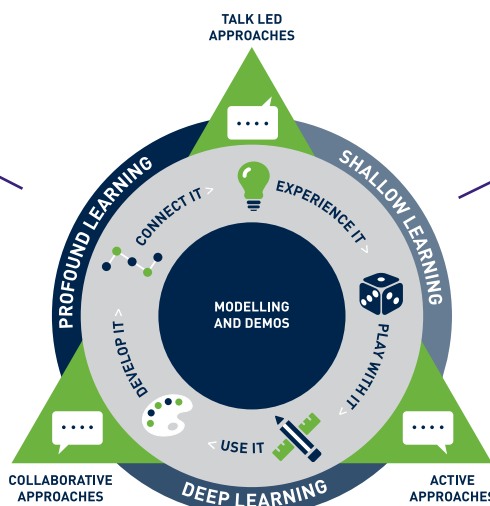 TALK LED
APPROACHES
PROFOUND LEARNING
SHALLOW LEARNING
CONNECT IT >
EXPERIENCE IT >
MODELLING
AND DEMOS
DEVELOP IT >
PLAY WITH IT >
< USE IT
COLLABORATIVE
APPROACHES
DEEP LEARNING
ACTIVE
APPROACHES